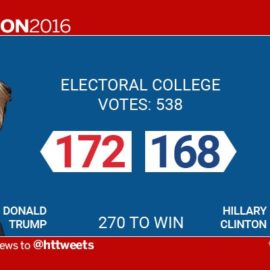 ON2016
ELECTORAL COLLEGE
VOTES: 538
172 168
DONALD
TRUMP
270 TO WIN
HILLARY
CLINTON
ews to @httweets